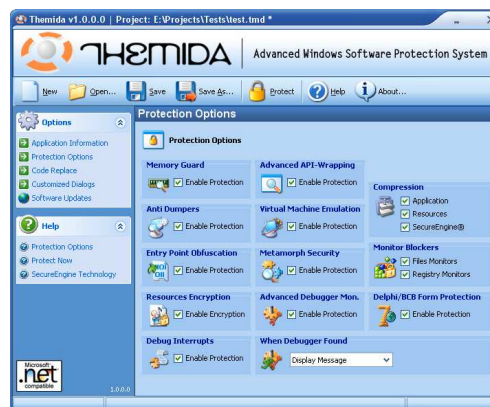 Themida v1.0.0.0 | Project: E:\Projects\Tests\test.tmd *
THEMIDA
Advanced Windows Software Protection System
New
Open...
Save
Save As...
Protect
Help
About...
Options
Application Information
Protection Options
Code Replace
Customized Dialogs
Software Updates
Help
Protection Options
Protect Now
SecureEngine Technology
Microsoft
.net
compatible
1.0.0.0
Protection Options
Protection Options
Memory Guard
Enable Protection
Advanced API-Wrapping
Enable Protection
Compression
Application
Resources
SecureEngine®
Anti Dumpers
Enable Protection
Virtual Machine Emulation
Enable Protection
Entry Point Obfuscation
Enable Protection
Metamorph Security
Enable Protection
Monitor Blockers
Files Monitors
Registry Monitors
Resources Encryption
Enable Encryption
Advanced Debugger Mon.
Enable Protection
Delphi/BCB Form Protection
Enable Protection
Debug Interrupts
Enable Protection
When Debugger Found
Display Message